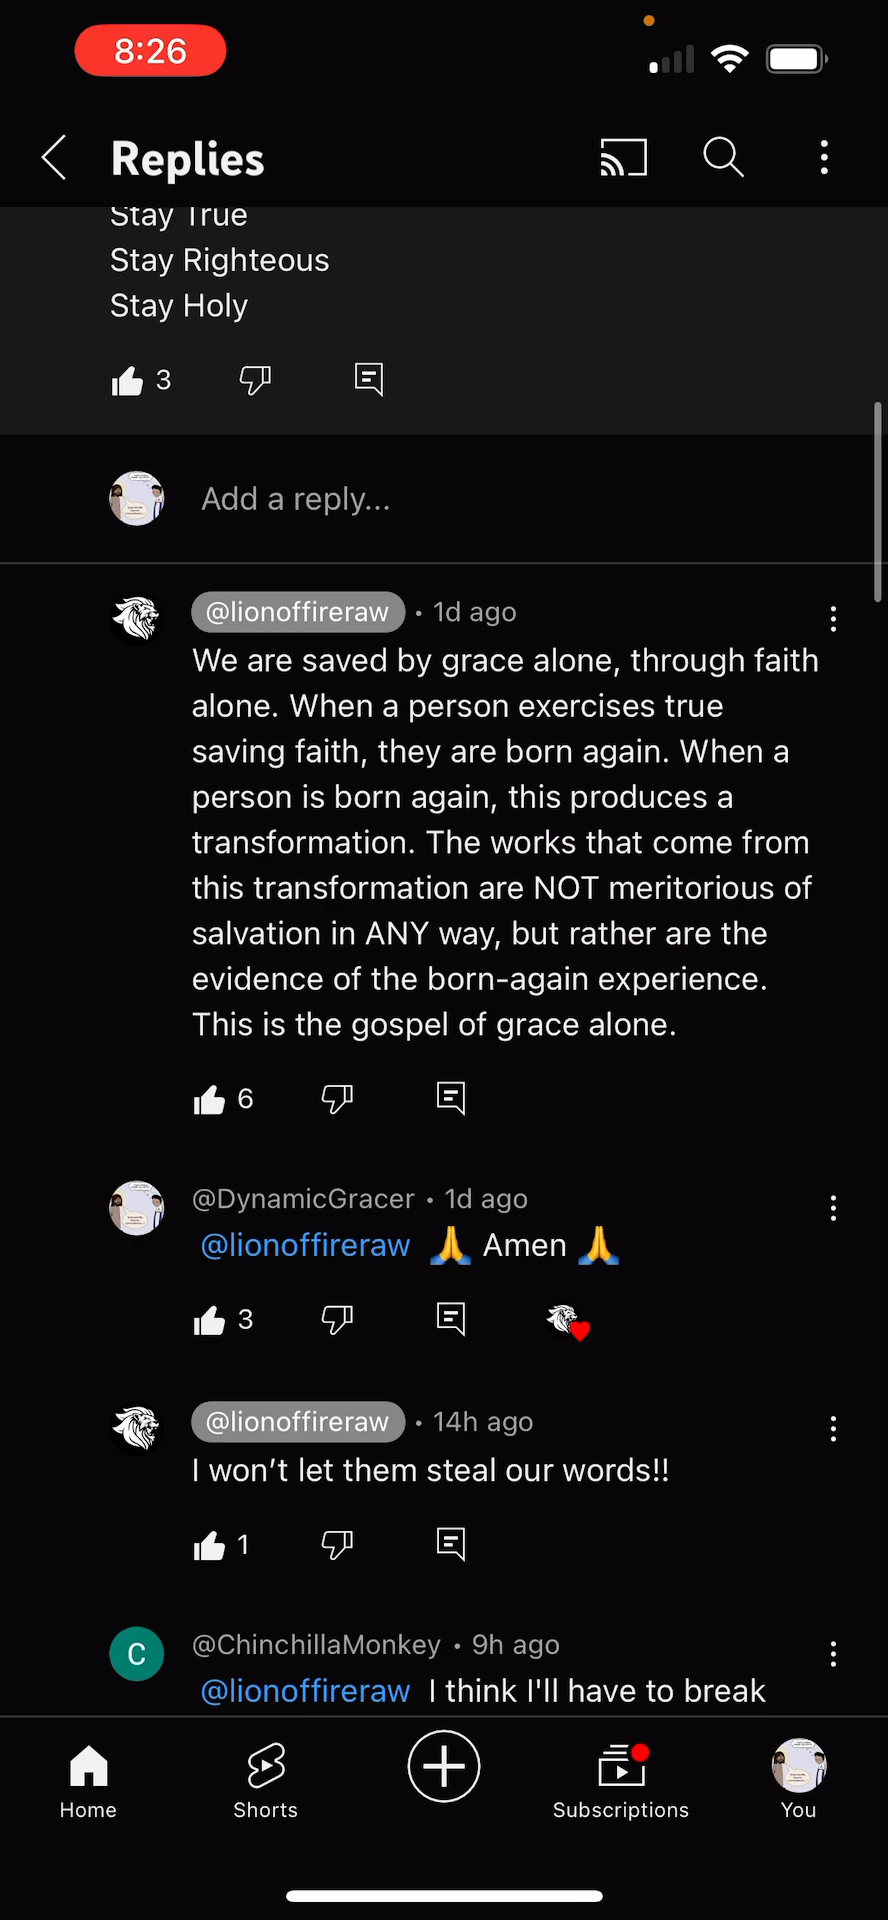 8:26
Replies
Stay True
Stay Righteous
Stay Holy
3
Add a reply...
@lionoffireraw • 1d ago
We are saved by grace alone, through faith
alone. When a person exercises true
saving faith, they are born again. When a
person is born again, this produces a
transformation. The works that come from
this transformation are NOT meritorious of
salvation in ANY way, but rather are the
evidence of the born-again experience.
This is the gospel of grace alone.
6
@DynamicGracer • 1d ago
@lionoffireraw 🙏 Amen 🙏
3
@lionoffireraw • 14h ago
I won't let them steal our words!!
1
C
@ChinchillaMonkey • 9h ago
@lionoffireraw I think I'll have to break
Home
Shorts
Subscriptions
You